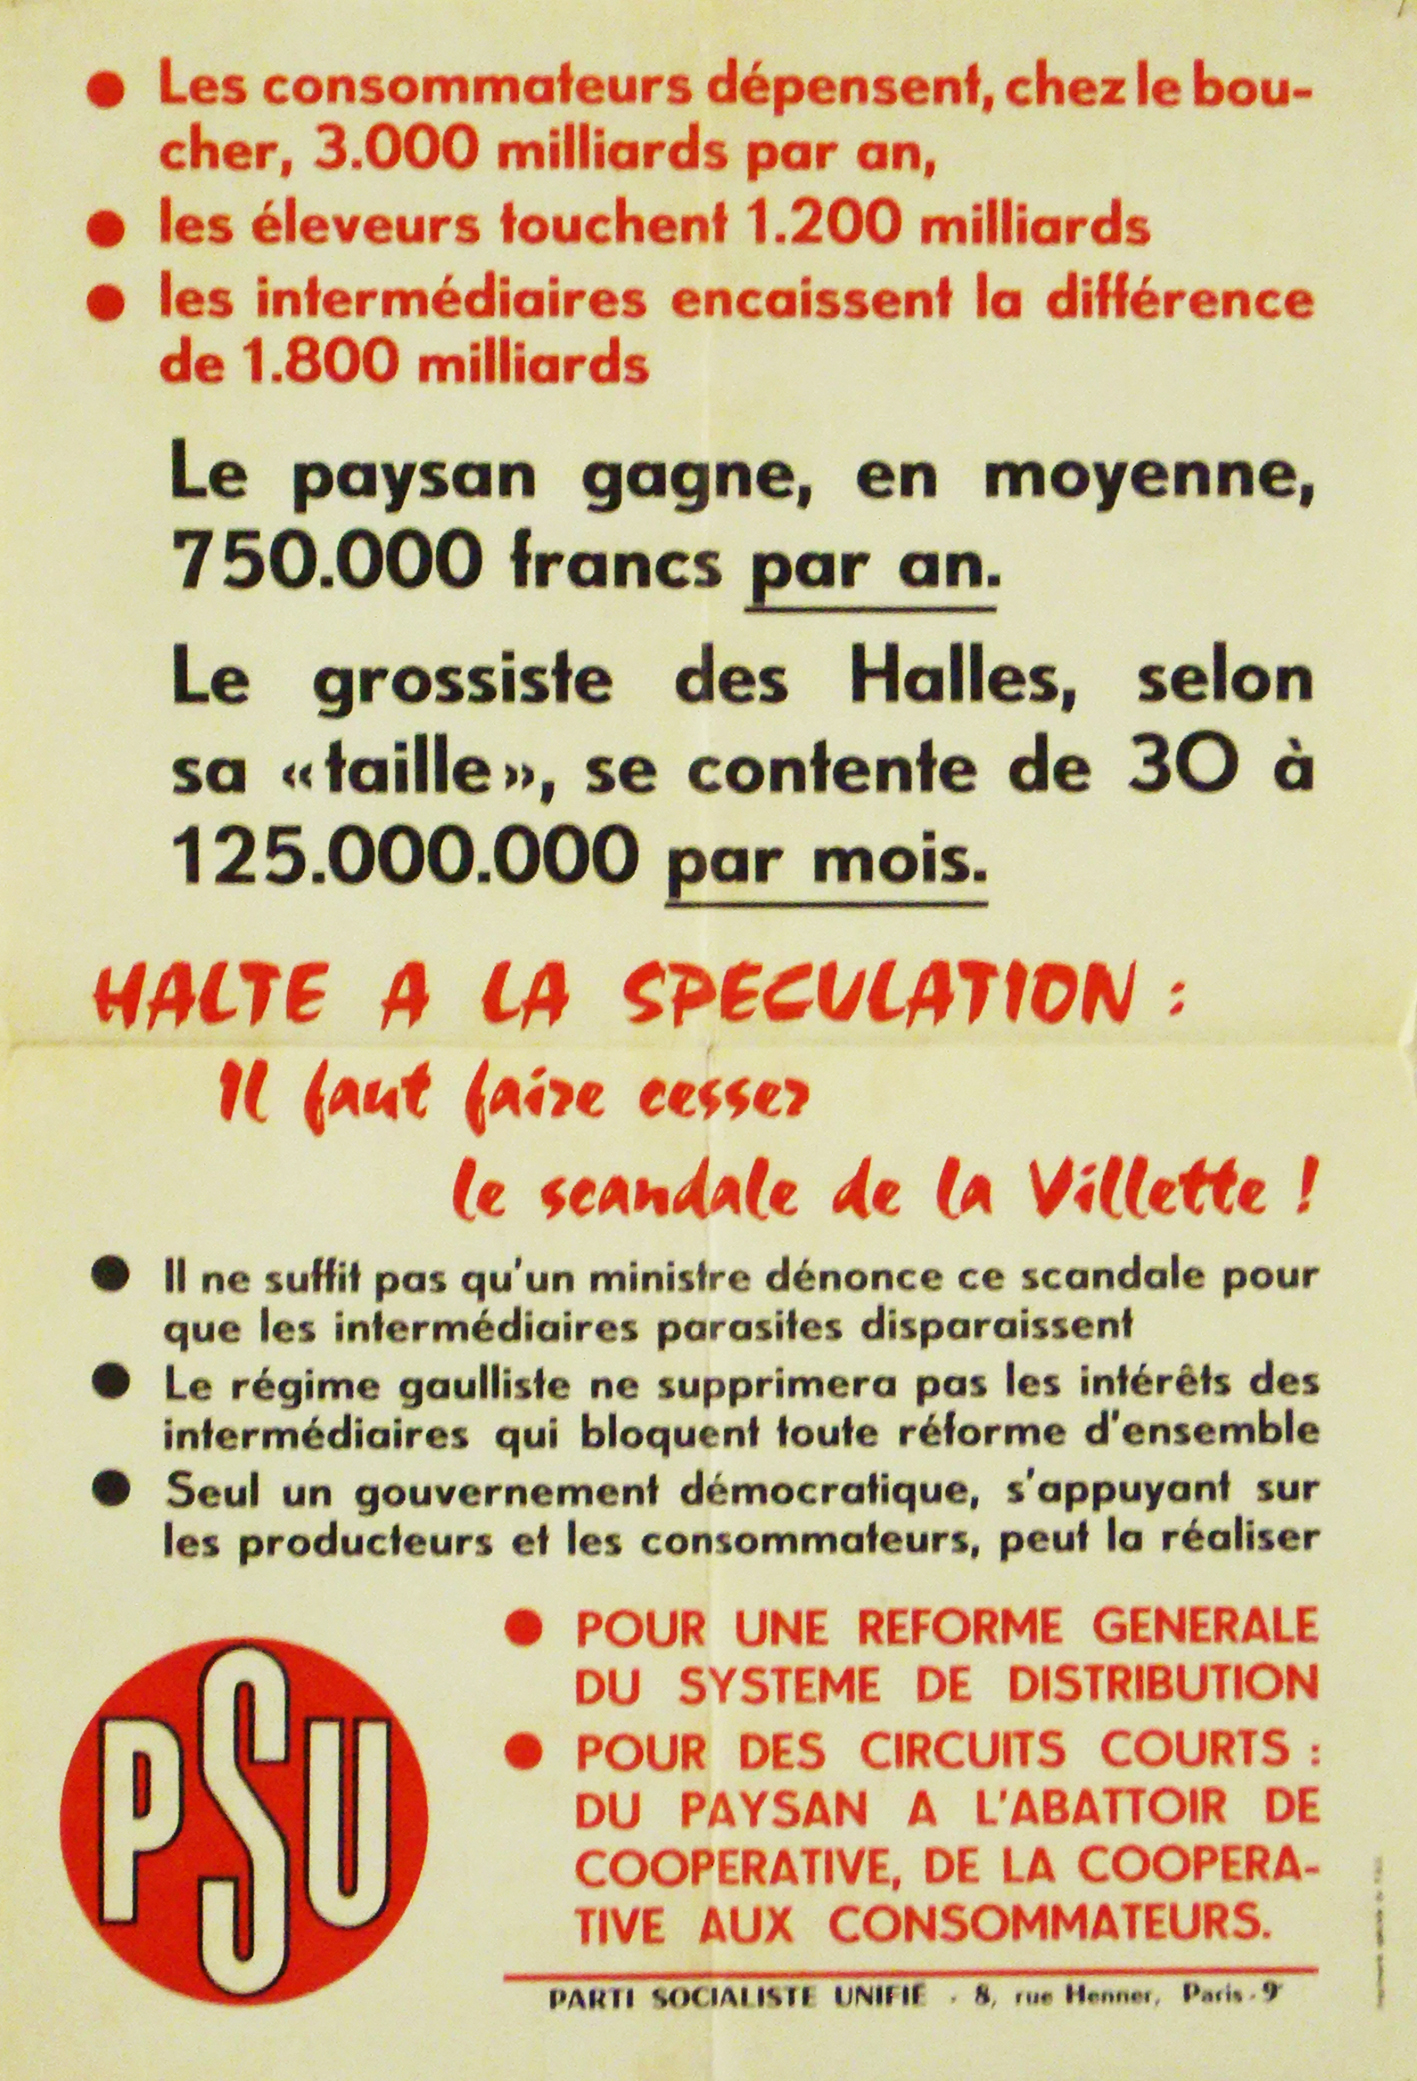 ● Les consommateurs dépensent, chez le bou-
cher, 3.000 milliards par an,
● les éleveurs touchent 1.200 milliards
● les intermédiaires encaissent la différence
de 1.800 milliards
Le paysan gagne, en moyenne,
750.000 francs par an.
Le grossiste des Halles, selon
sa «taille», se contente de 30 à
125.000.000 par mois.
HALTE A LA SPECULATION :
Il faut faire cesser
le scandale de la Villette !
● Il ne suffit pas qu'un ministre dénonce ce scandale pour
que les intermédiaires parasites disparaissent
● Le régime gaulliste ne supprimera pas les intérêts des
intermédiaires qui bloquent toute réforme d'ensemble
● Seul un gouvernement démocratique, s'appuyant sur
les producteurs et les consommateurs, peut la réaliser
PSU
● POUR UNE REFORME GENERALE
DU SYSTEME DE DISTRIBUTION
● POUR DES CIRCUITS COURTS :
DU PAYSAN A L'ABATTOIR DE
COOPERATIVE, DE LA COOPERA-
TIVE AUX CONSOMMATEURS.
PARTI SOCIALISTE UNIFIE - 8, rue Henner, Paris-9e